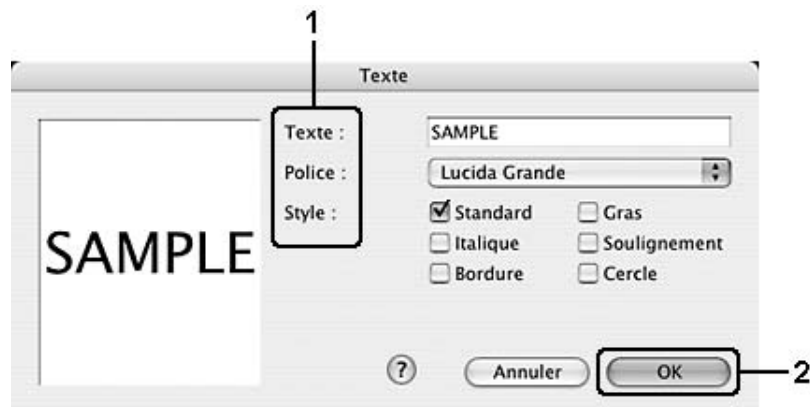 1
Texte
Texte : SAMPLE
Police : Lucida Grande
Style : Standard Gras
Italique Soulignement
SAMPLE
Bordure Cercle
? Annuler OK 2